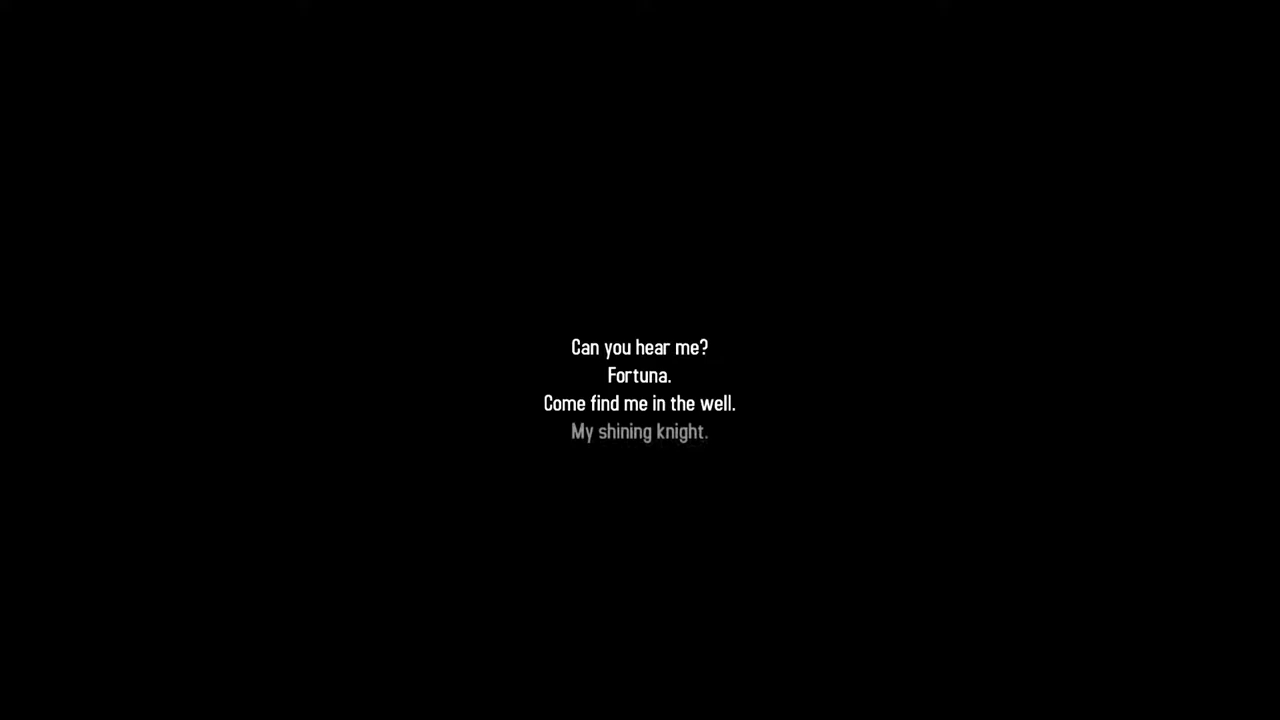 Can you hear me?
Fortuna.
Come find me in the well.
My shining knight.